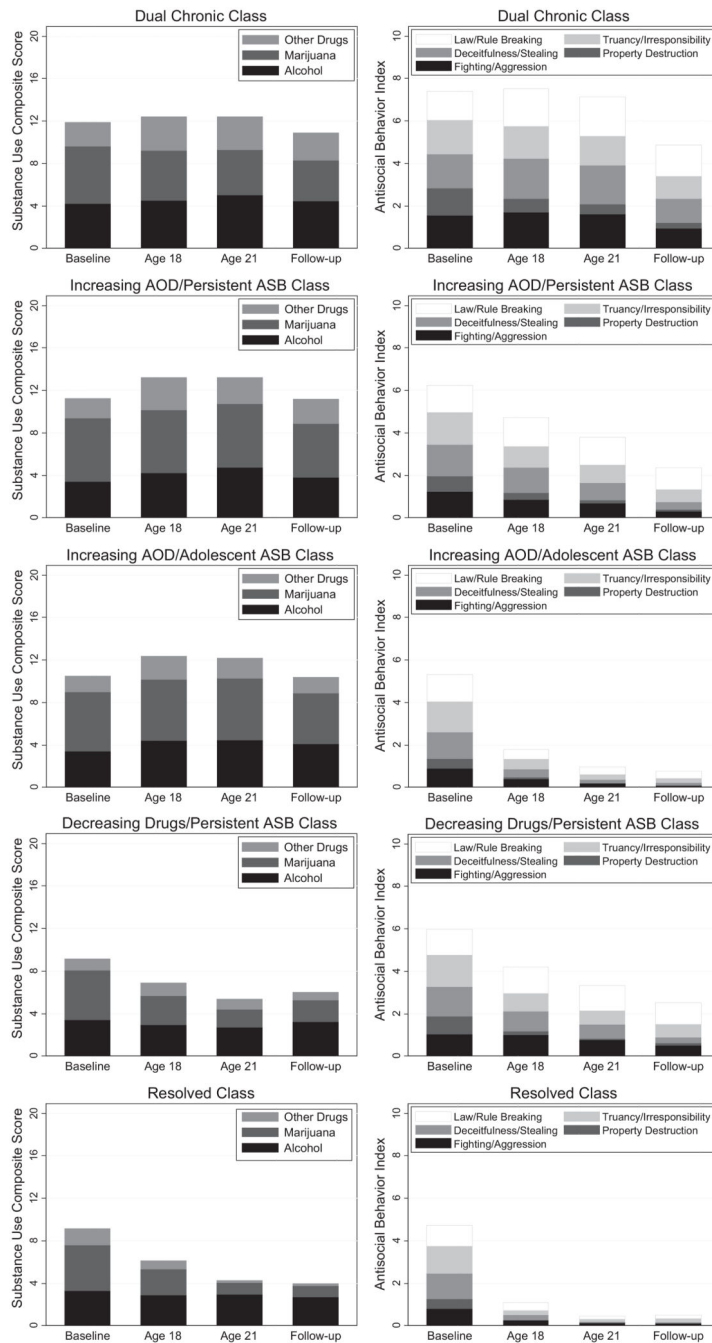 Dual Chronic Class
Substance Use Composite Score
0 4 8 12 16 20
Other Drugs
Marijuana
Alcohol
Baseline Age 18 Age 21 Follow-up
Dual Chronic Class
Antisocial Behavior Index
0 2 4 6 8 10
Law/Rule Breaking Truancy/Irresponsibility
Deceitfulness/Stealing Property Destruction
Fighting/Aggression
Baseline Age 18 Age 21 Follow-up
Increasing AOD/Persistent ASB Class
Substance Use Composite Score
0 4 8 12 16 20
Other Drugs
Marijuana
Alcohol
Baseline Age 18 Age 21 Follow-up
Increasing AOD/Persistent ASB Class
Antisocial Behavior Index
0 2 4 6 8 10
Law/Rule Breaking Truancy/Irresponsibility
Deceitfulness/Stealing Property Destruction
Fighting/Aggression
Baseline Age 18 Age 21 Follow-up
Increasing AOD/Adolescent ASB Class
Substance Use Composite Score
0 4 8 12 16 20
Other Drugs
Marijuana
Alcohol
Baseline Age 18 Age 21 Follow-up
Increasing AOD/Adolescent ASB Class
Antisocial Behavior Index
0 2 4 6 8 10
Law/Rule Breaking Truancy/Irresponsibility
Deceitfulness/Stealing Property Destruction
Fighting/Aggression
Baseline Age 18 Age 21 Follow-up
Decreasing Drugs/Persistent ASB Class
Substance Use Composite Score
0 4 8 12 16 20
Other Drugs
Marijuana
Alcohol
Baseline Age 18 Age 21 Follow-up
Decreasing Drugs/Persistent ASB Class
Antisocial Behavior Index
0 2 4 6 8 10
Law/Rule Breaking Truancy/Irresponsibility
Deceitfulness/Stealing Property Destruction
Fighting/Aggression
Baseline Age 18 Age 21 Follow-up
Resolved Class
Substance Use Composite Score
0 4 8 12 16 20
Other Drugs
Marijuana
Alcohol
Baseline Age 18 Age 21 Follow-up
Resolved Class
Antisocial Behavior Index
0 2 4 6 8 10
Law/Rule Breaking Truancy/Irresponsibility
Deceitfulness/Stealing Property Destruction
Fighting/Aggression
Baseline Age 18 Age 21 Follow-up